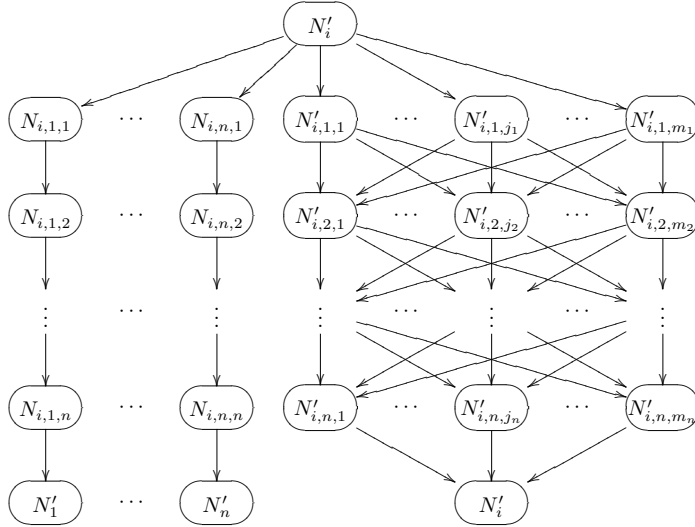 N′_i
N_{i,1,1} ··· N_{i,n,1} N′_{i,1,1} ··· N′_{i,1,j_1} ··· N′_{i,1,m_1}
N_{i,1,2} ··· N_{i,n,2} N′_{i,2,1} ··· N′_{i,2,j_2} ··· N′_{i,2,m_2}
⋮ ··· ⋮ ⋮ ··· ⋮ ··· ⋮
N_{i,1,n} ··· N_{i,n,n} N′_{i,n,1} ··· N′_{i,n,j_n} ··· N′_{i,n,m_n}
N′_1 ··· N′_n N′_i